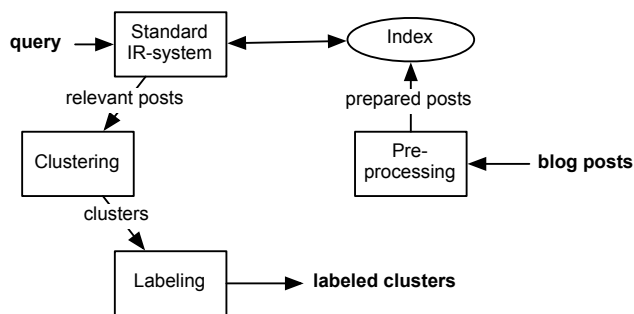 query
Standard
IR-system
Index
relevant posts
prepared posts
Clustering
Pre-
processing
blog posts
clusters
Labeling
labeled clusters